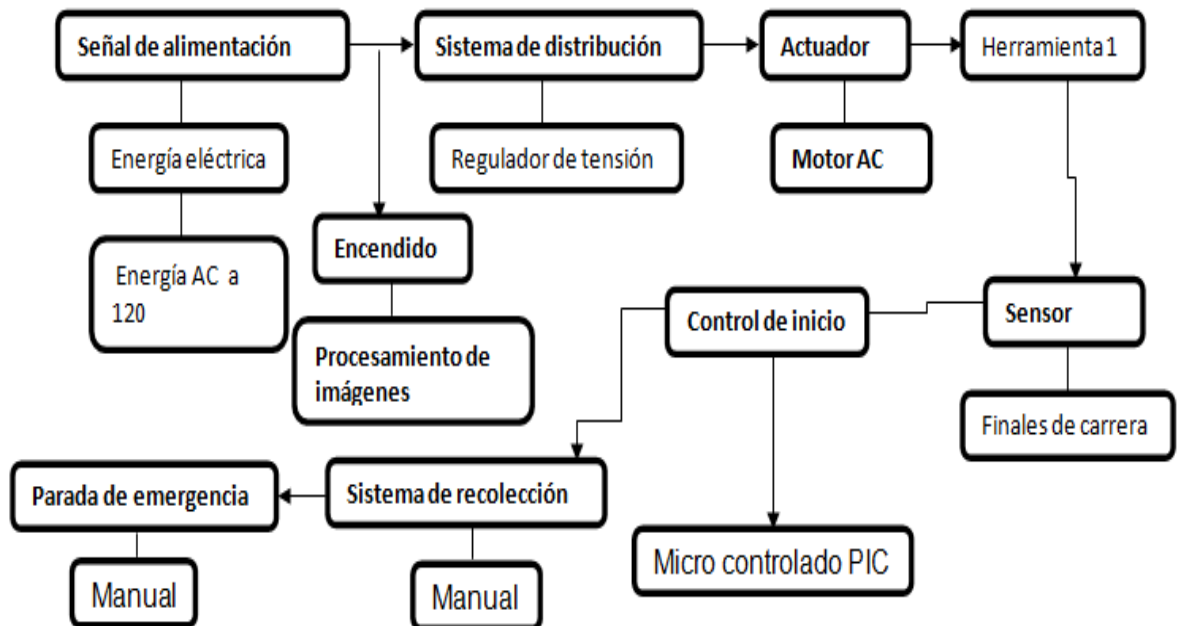 Señal de alimentación
Sistema de distribución
Actuador
Herramienta 1
Energía eléctrica
Regulador de tensión
Motor AC
Energía AC a
120
Encendido
Procesamiento de
imágenes
Control de inicio
Sensor
Finales de carrera
Parada de emergencia
Sistema de recolección
Micro controlado PIC
Manual
Manual